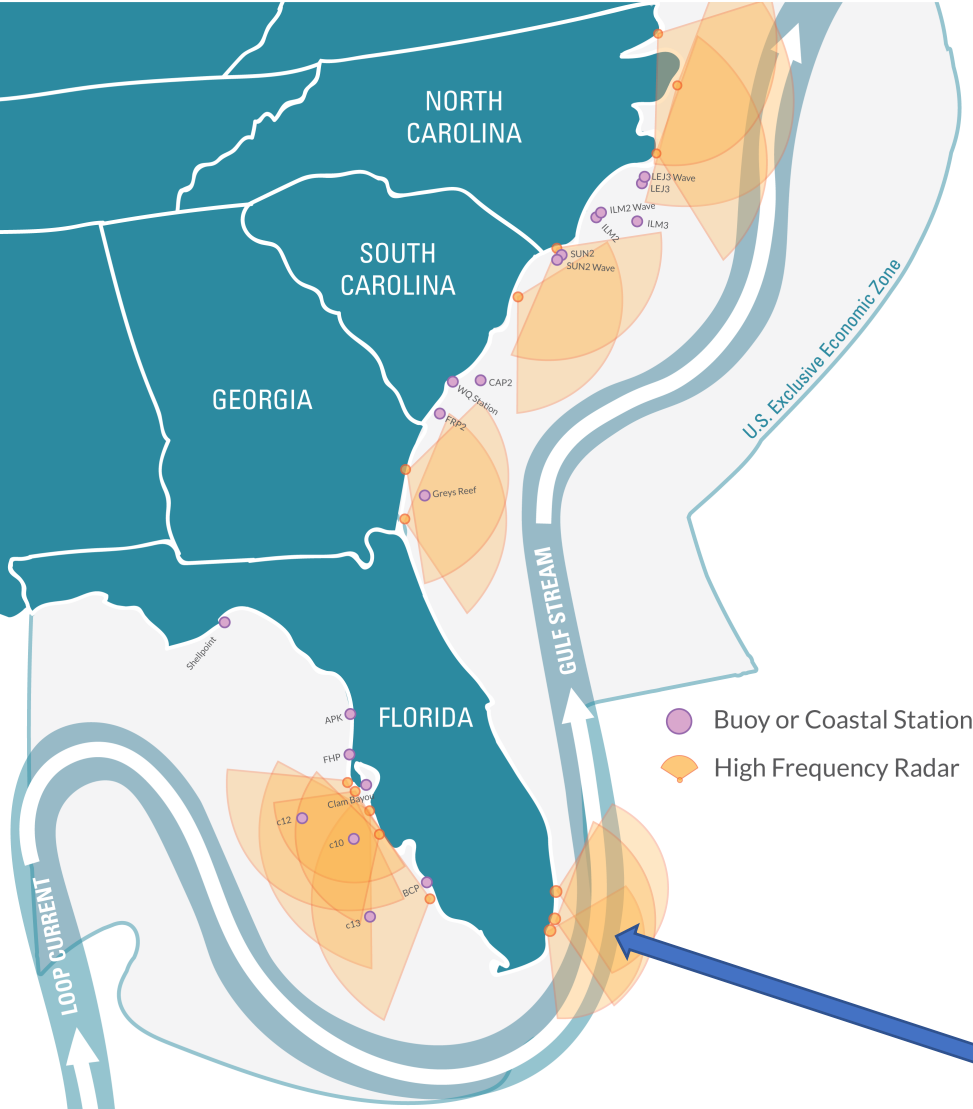 NORTH
CAROLINA
LEJ3 Wave
LEJ3
ILM2 Wave
ILM2
ILM3
SOUTH
CAROLINA
SUN2
SUN2 Wave
U.S. Exclusive Economic Zone
GEORGIA
CAP2
WQ Station
FRP2
Greys Reef
GULF STREAM
Shellpoint
APK
FLORIDA
Buoy or Coastal Station
FHP
High Frequency Radar
Clam Bayou
c12
c10
BCP
c13
LOOP CURRENT